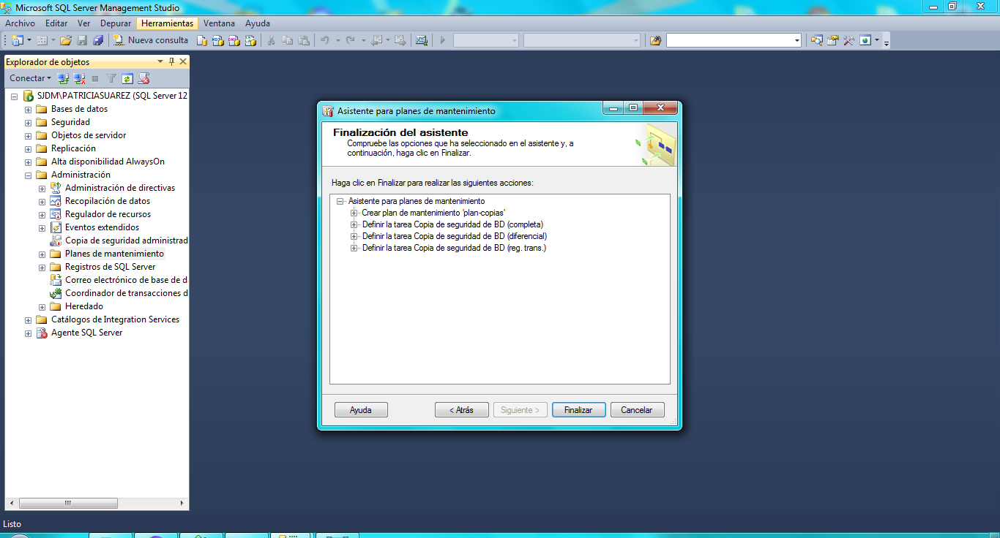 Microsoft SQL Server Management Studio
Archivo Editar Ver Depurar Herramientas Ventana Ayuda
Nueva consulta
Explorador de objetos
Conectar
SJDM\PATRICIASUAREZ (SQL Server 12
Bases de datos
Seguridad
Objetos de servidor
Replicación
Alta disponibilidad AlwaysOn
Administración
Administración de directivas
Recopilación de datos
Regulador de recursos
Eventos extendidos
Copia de seguridad administrad
Planes de mantenimiento
Registros de SQL Server
Correo electrónico de base de d
Coordinador de transacciones d
Heredado
Catálogos de Integration Services
Agente SQL Server
Asistente para planes de mantenimiento
Finalización del asistente
Compruebe las opciones que ha seleccionado en el asistente y, a
continuación, haga clic en Finalizar.
Haga clic en Finalizar para realizar las siguientes acciones:
Asistente para planes de mantenimiento
Crear plan de mantenimiento 'plan-copias'
Definir la tarea Copia de seguridad de BD (completa)
Definir la tarea Copia de seguridad de BD (diferencial)
Definir la tarea Copia de seguridad de BD (reg. trans.)
Ayuda < Atrás Siguiente > Finalizar Cancelar
Listo